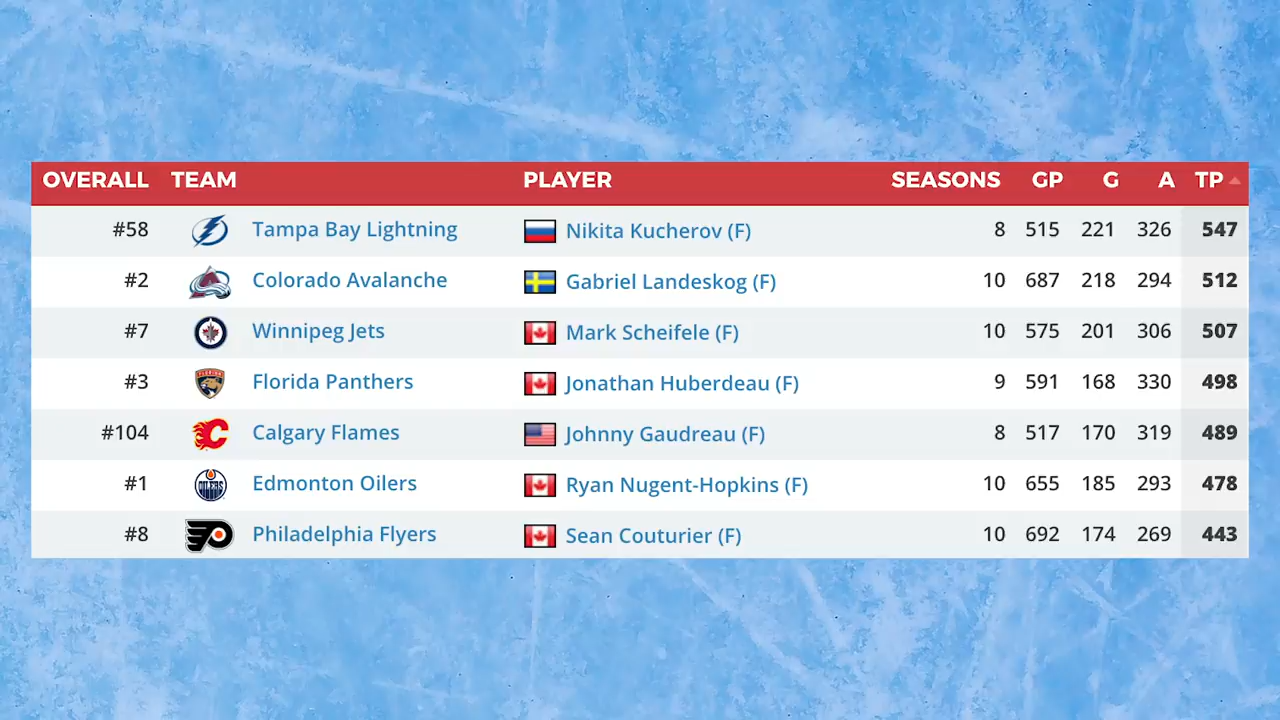 OVERALL TEAM PLAYER SEASONS GP G A TP
#58 Tampa Bay Lightning Nikita Kucherov (F) 8 515 221 326 547
#2 Colorado Avalanche Gabriel Landeskog (F) 10 687 218 294 512
#7 Winnipeg Jets Mark Scheifele (F) 10 575 201 306 507
#3 Florida Panthers Jonathan Huberdeau (F) 9 591 168 330 498
#104 Calgary Flames Johnny Gaudreau (F) 8 517 170 319 489
#1 OILERS Edmonton Oilers Ryan Nugent-Hopkins (F) 10 655 185 293 478
#8 Philadelphia Flyers Sean Couturier (F) 10 692 174 269 443